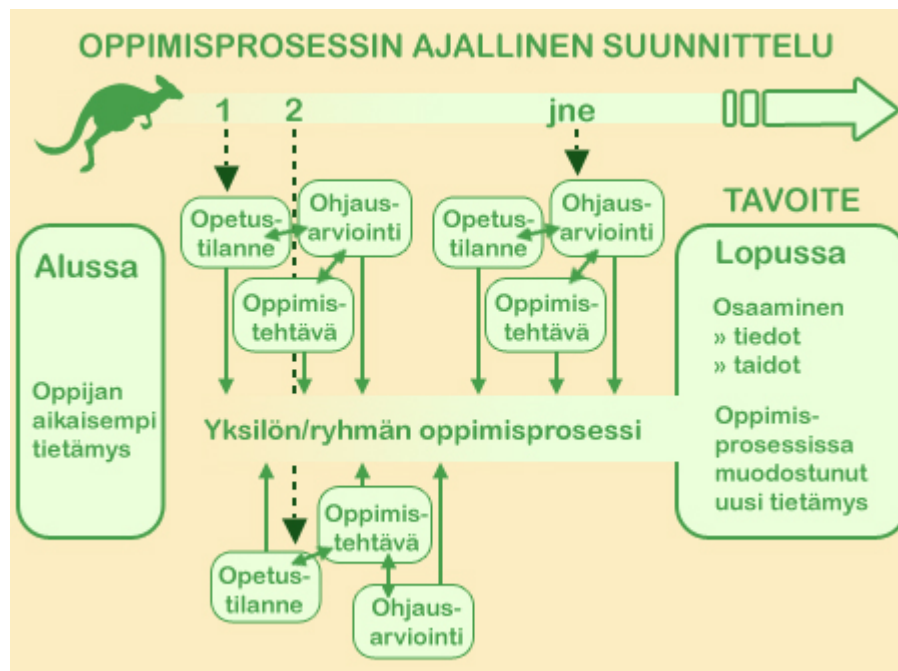 OPPIMISPROSESSIN AJALLINEN SUUNNITTELU
1 2 jne
Opetus-
tilanne
Ohjaus-
arviointi
Oppimis-
tehtävä
Opetus-
tilanne
Ohjaus-
arviointi
Oppimis-
tehtävä
Alussa
Oppijan
aikaisempi
tietämys
TAVOITE
Lopussa
Osaaminen
» tiedot
» taidot
Oppimis-
prosessissa
muodostunut
uusi tietämys
Yksilön/ryhmän oppimisprosessi
Oppimis-
tehtävä
Opetus-
tilanne
Ohjaus-
arviointi